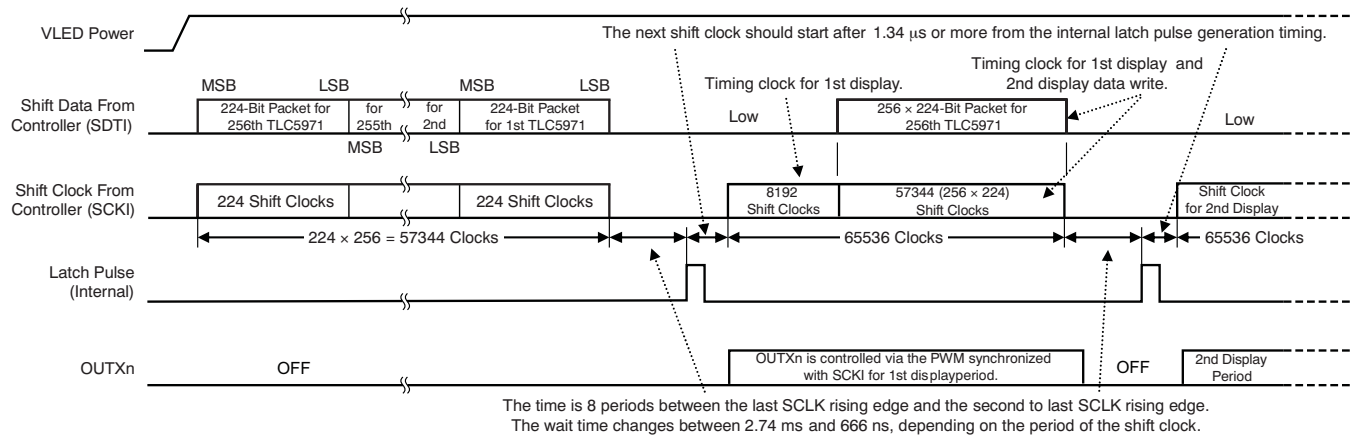 VLED Power
The next shift clock should start after 1.34 μs or more from the internal latch pulse generation timing.
Timing clock for 1st display and
2nd display data write.
Timing clock for 1st display.
MSB LSB MSB LSB
Shift Data From
Controller (SDTI)
224-Bit Packet for
256th TLC5971
for
255th
for
2nd
224-Bit Packet
for 1st TLC5971
Low
256 × 224-Bit Packet for
256th TLC5971
Low
MSB LSB
Shift Clock From
Controller (SCKI)
224 Shift Clocks
224 Shift Clocks
8192
Shift Clocks
57344 (256 × 224)
Shift Clocks
Shift Clock
for 2nd Display
224 × 256 = 57344 Clocks
65536 Clocks
65536 Clocks
Latch Pulse
(Internal)
OUTXn
OFF
OUTXn is controlled via the PWM synchronized
with SCKI for 1st displayperiod.
OFF
2nd Display
Period
The time is 8 periods between the last SCLK rising edge and the second to last SCLK rising edge.
The wait time changes between 2.74 ms and 666 ns, depending on the period of the shift clock.